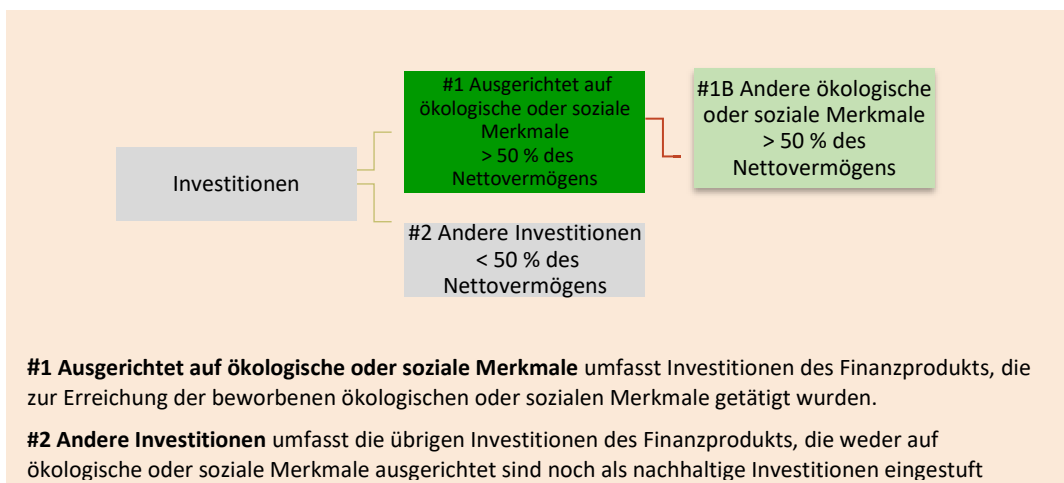 #1 Ausgerichtet auf
ökologische oder soziale
Merkmale
> 50 % des
Nettovermögens
#1B Andere ökologische
oder soziale Merkmale
> 50 % des
Nettovermögens
Investitionen
#2 Andere Investitionen
< 50 % des
Nettovermögens
#1 Ausgerichtet auf ökologische oder soziale Merkmale umfasst Investitionen des Finanzprodukts, die
zur Erreichung der beworbenen ökologischen oder sozialen Merkmale getätigt wurden.
#2 Andere Investitionen umfasst die übrigen Investitionen des Finanzprodukts, die weder auf
ökologische oder soziale Merkmale ausgerichtet sind noch als nachhaltige Investitionen eingestuft